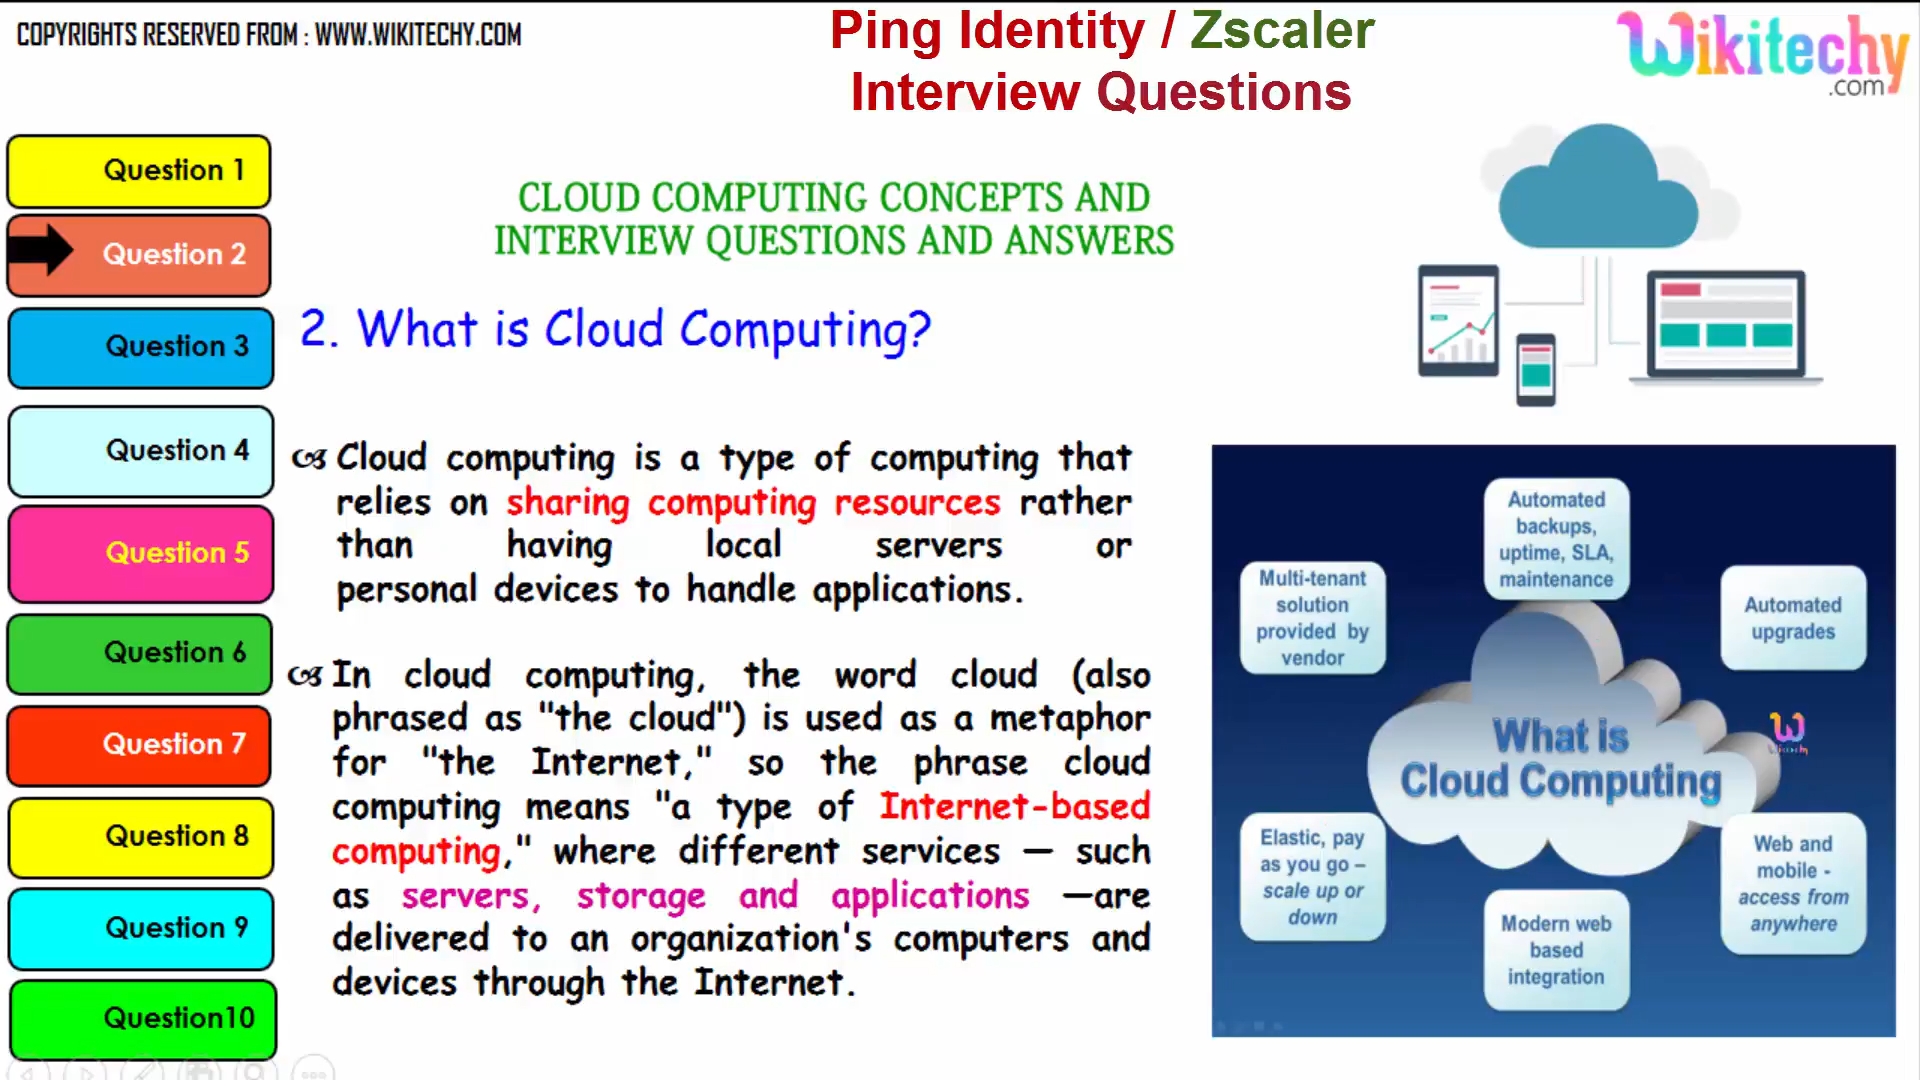 COPYRIGHTS RESERVED FROM : WWW.WIKITECHY.COM
Ping Identity / Zscaler
Interview Questions
Wikitechy
.com
Question 1
Question 2
Question 3
Question 4
Question 5
Question 6
Question 7
Question 8
Question 9
Question10
CLOUD COMPUTING CONCEPTS AND
INTERVIEW QUESTIONS AND ANSWERS
2. What is Cloud Computing?
Cloud computing is a type of computing that
relies on sharing computing resources rather
than having local servers or
personal devices to handle applications.
In cloud computing, the word cloud (also
phrased as "the cloud") is used as a metaphor
for "the Internet," so the phrase cloud
computing means "a type of Internet-based
computing," where different services — such
as servers, storage and applications —are
delivered to an organization's computers and
devices through the Internet.
Automated
backups,
uptime, SLA,
maintenance
Multi-tenant
solution
provided by
vendor
Automated
upgrades
What is
Cloud Computing
W
Wikitechy
Elastic, pay
as you go –
scale up or
down
Web and
mobile -
access from
anywhere
Modern web
based
integration